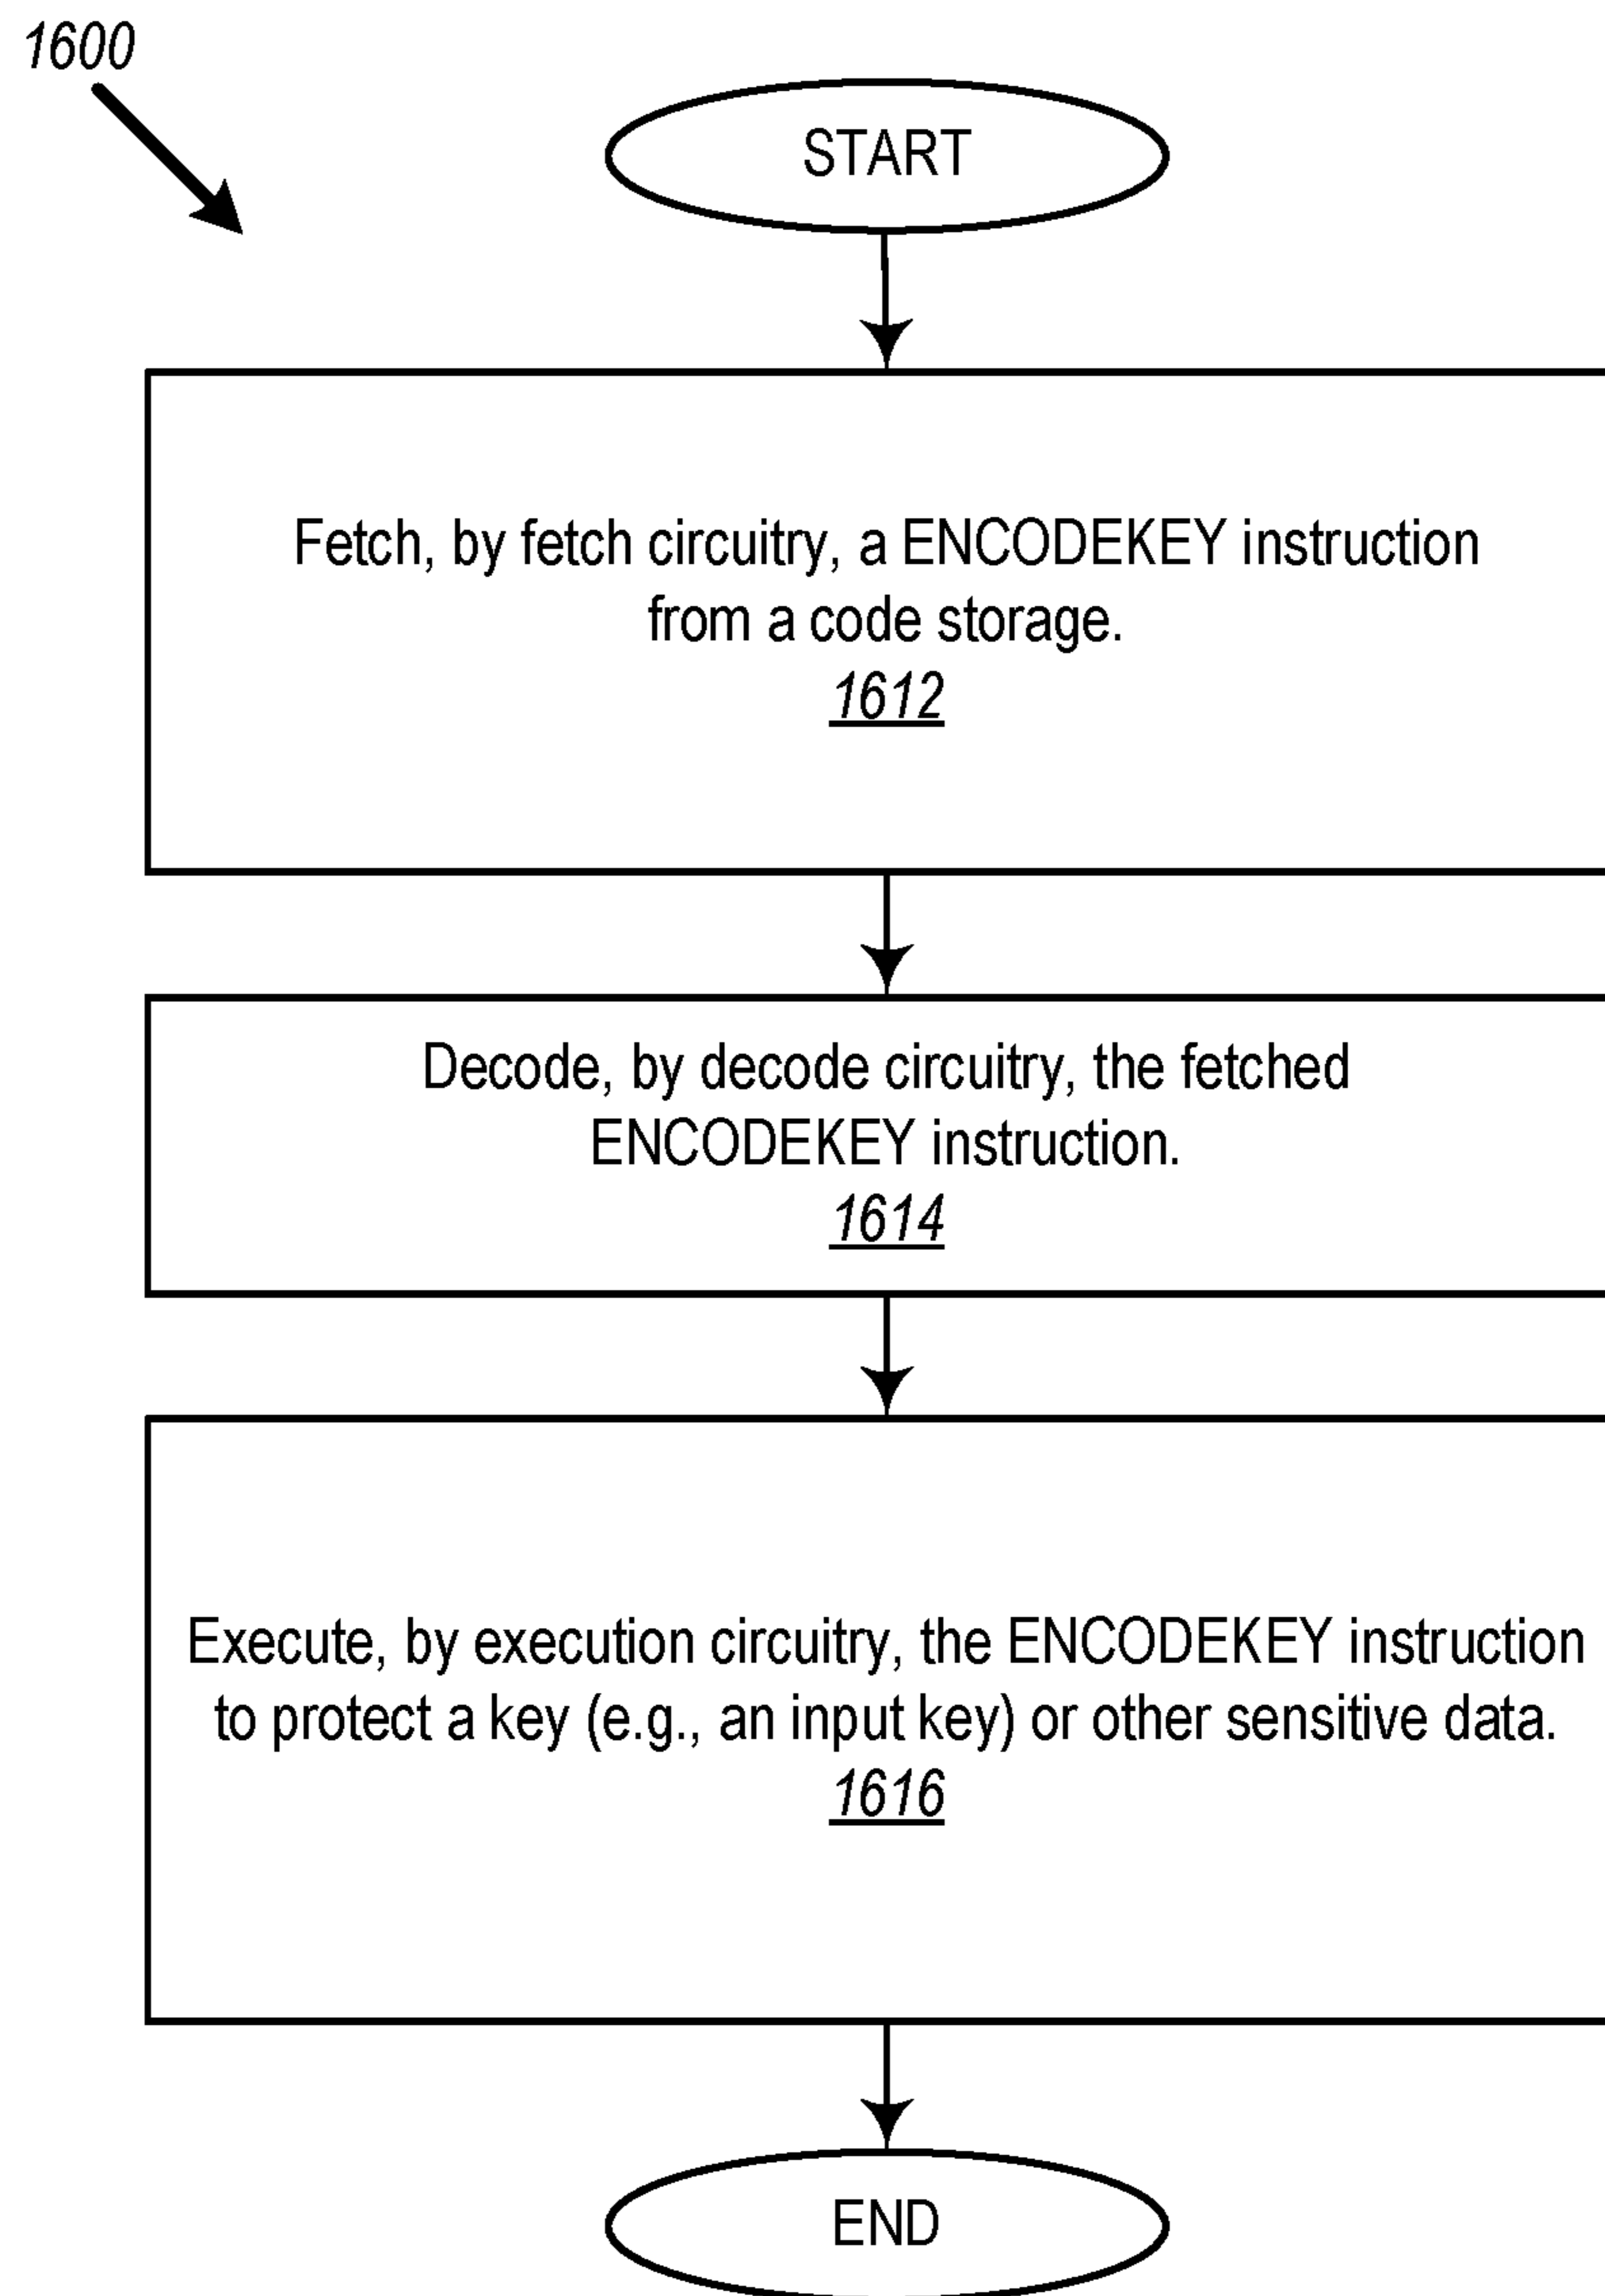 1600
START
Fetch, by fetch circuitry, a ENCODEKEY instruction
from a code storage.
1612
Decode, by decode circuitry, the fetched
ENCODEKEY instruction.
1614
Execute, by execution circuitry, the ENCODEKEY instruction
to protect a key (e.g., an input key) or other sensitive data.
1616
END